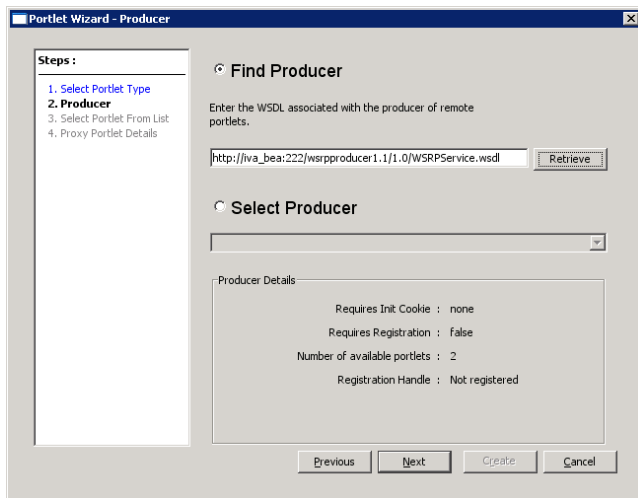 Portlet Wizard - Producer
Steps :
1. Select Portlet Type
2. Producer
3. Select Portlet From List
4. Proxy Portlet Details
Find Producer
Enter the WSDL associated with the producer of remote
portlets.
http://iva_bea:222/wsrpproducer1.1/1.0/WSRPService.wsdl
Retrieve
Select Producer
Producer Details
Requires Init Cookie : none
Requires Registration : false
Number of available portlets : 2
Registration Handle : Not registered
Previous
Next
Create
Cancel